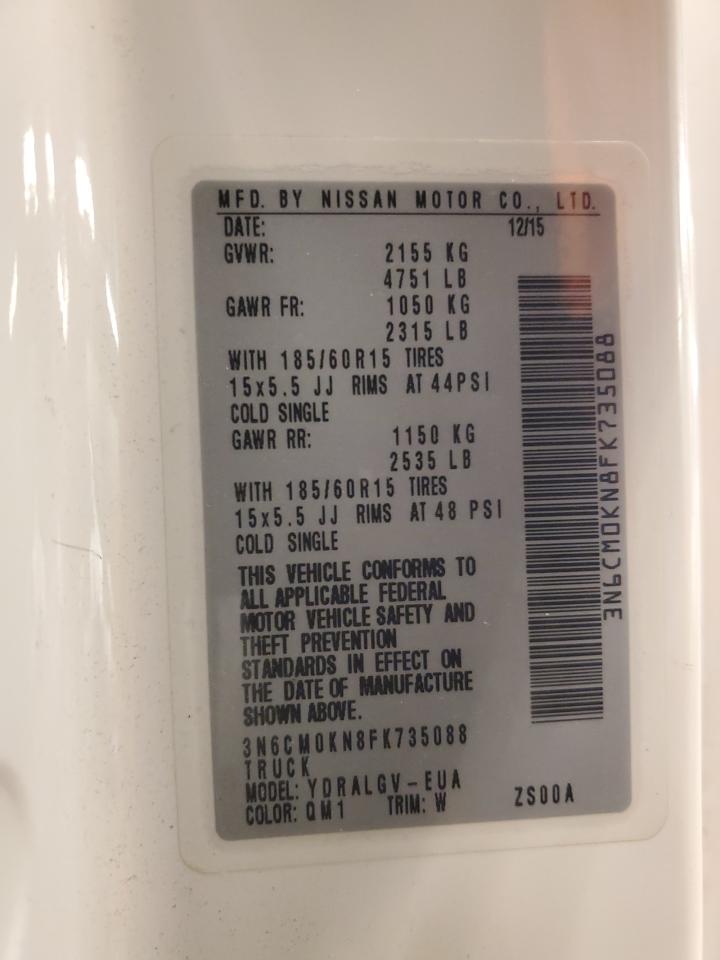 MFD. BY NISSAN MOTOR CO., LTD.
DATE: 12/15
GVWR: 2155 KG
4751 LB
GAWR FR: 1050 KG
2315 LB
WITH 185/60R15 TIRES
15x5.5 JJ RIMS AT 44PSI
COLD SINGLE
GAWR RR: 1150 KG
2535 LB
WITH 185/60R15 TIRES
15x5.5 JJ RIMS AT 48 PSI
COLD SINGLE
THIS VEHICLE CONFORMS TO
ALL APPLICABLE FEDERAL
MOTOR VEHICLE SAFETY AND
THEFT PREVENTION
STANDARDS IN EFFECT ON
THE DATE OF MANUFACTURE
SHOWN ABOVE.
3N6CM0KN8FK735088
TRUCK
MODEL: YDRALGV-EUA
COLOR: QM1 TRIM: W ZS00A
3N6CM0KN8FK735088